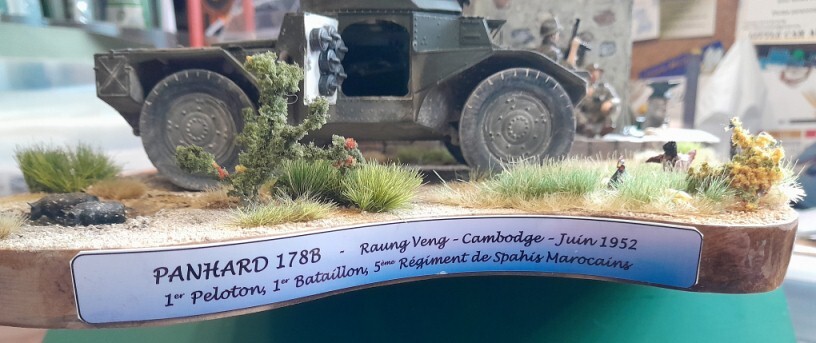 PANHARD 178B - Raung Veng - Cambodge - Juin 1952
1er Peloton, 1er Bataillon, 5ème Régiment de Spahis Marocains